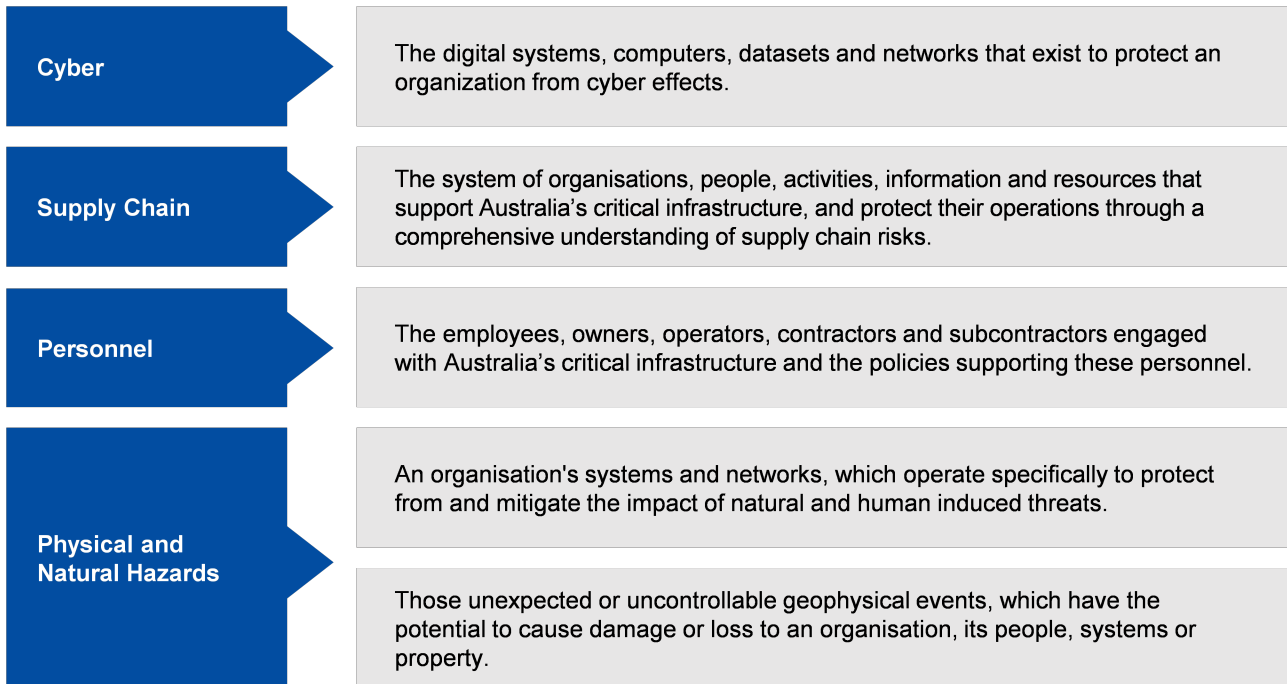 Cyber
The digital systems, computers, datasets and networks that exist to protect an
organization from cyber effects.
Supply Chain
The system of organisations, people, activities, information and resources that
support Australia’s critical infrastructure, and protect their operations through a
comprehensive understanding of supply chain risks.
Personnel
The employees, owners, operators, contractors and subcontractors engaged
with Australia’s critical infrastructure and the policies supporting these personnel.
Physical and
Natural Hazards
An organisation's systems and networks, which operate specifically to protect
from and mitigate the impact of natural and human induced threats.
Those unexpected or uncontrollable geophysical events, which have the
potential to cause damage or loss to an organisation, its people, systems or
property.